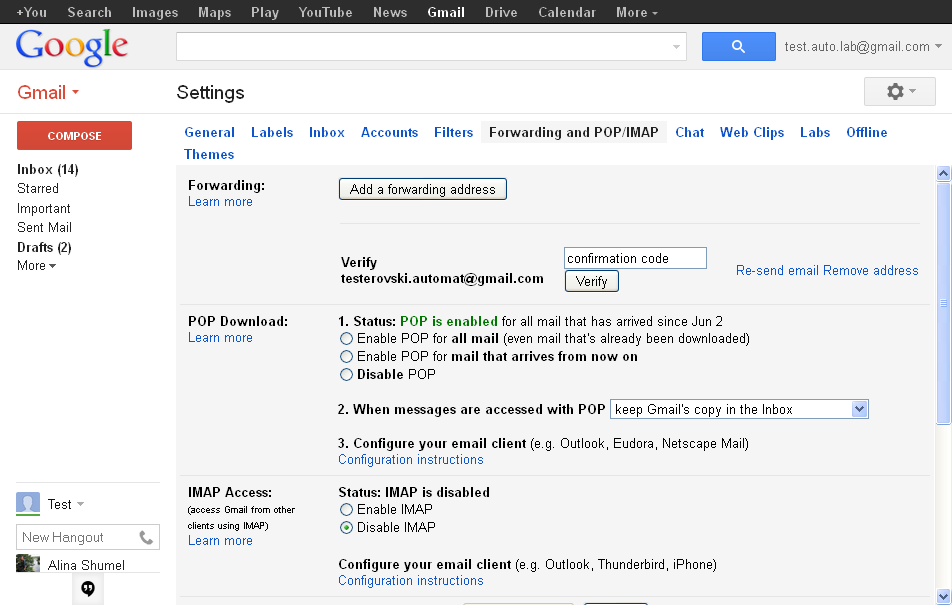 +You Search Images Maps Play YouTube News Gmail Drive Calendar More
Google
test.auto.lab@gmail.com
Gmail
Settings
COMPOSE
General Labels Inbox Accounts Filters Forwarding and POP/IMAP Chat Web Clips Labs Offline
Themes
Inbox (14)
Starred
Important
Sent Mail
Drafts (2)
More
Forwarding:
Learn more
Add a forwarding address
Verify
testerovski.automat@gmail.com
confirmation code
Verify
Re-send email Remove address
POP Download:
Learn more
1. Status: POP is enabled for all mail that has arrived since Jun 2
Enable POP for all mail (even mail that's already been downloaded)
Enable POP for mail that arrives from now on
Disable POP
2. When messages are accessed with POP keep Gmail's copy in the Inbox
3. Configure your email client (e.g. Outlook, Eudora, Netscape Mail)
Configuration instructions
IMAP Access:
(access Gmail from other
clients using IMAP)
Learn more
Status: IMAP is disabled
Enable IMAP
Disable IMAP
Configure your email client (e.g. Outlook, Thunderbird, iPhone)
Configuration instructions
Test
New Hangout
Alina Shumel